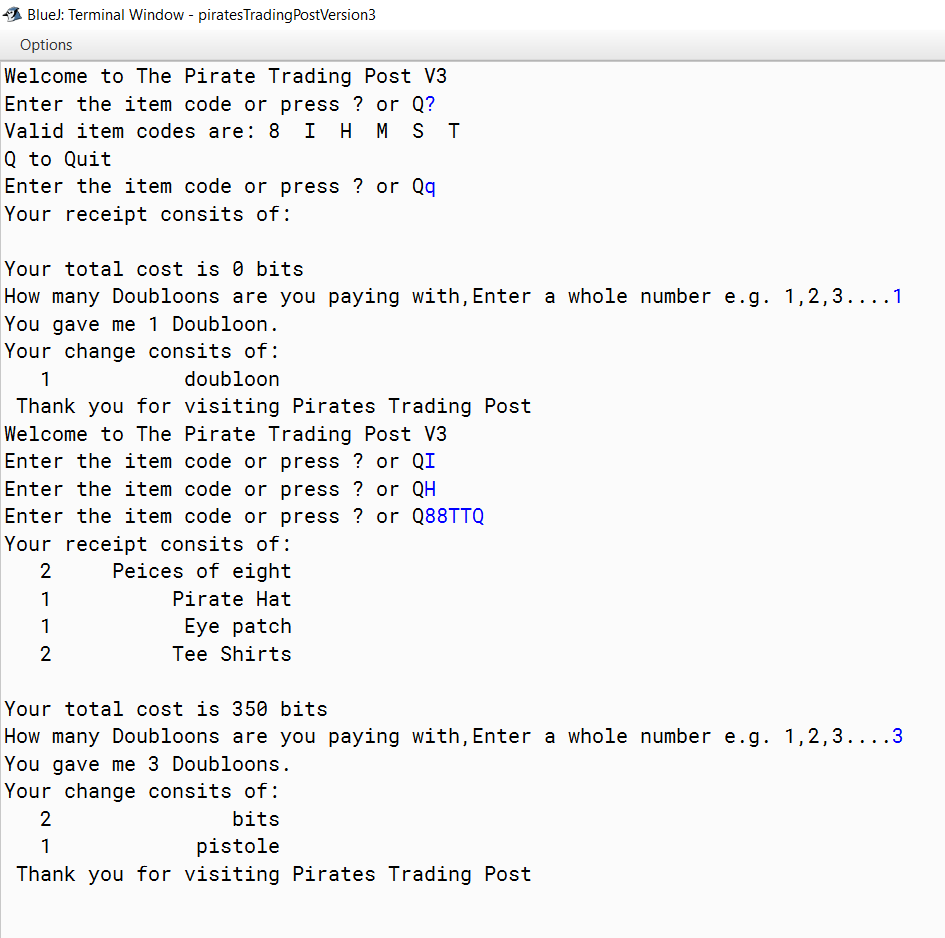 BlueJ: Terminal Window - piratesTradingPostVersion3
Options
Welcome to The Pirate Trading Post V3
Enter the item code or press ? or Q?
Valid item codes are: 8  I  H  M  S  T
Q to Quit
Enter the item code or press ? or Qq
Your receipt consits of:
Your total cost is 0 bits
How many Doubloons are you paying with,Enter a whole number e.g. 1,2,3....1
You gave me 1 Doubloon.
Your change consits of:
   1           doubloon
 Thank you for visiting Pirates Trading Post
Welcome to The Pirate Trading Post V3
Enter the item code or press ? or QI
Enter the item code or press ? or QH
Enter the item code or press ? or Q88TTQ
Your receipt consits of:
   2     Peices of eight
   1          Pirate Hat
   1           Eye patch
   2          Tee Shirts
Your total cost is 350 bits
How many Doubloons are you paying with,Enter a whole number e.g. 1,2,3....3
You gave me 3 Doubloons.
Your change consits of:
   2               bits
   1            pistole
 Thank you for visiting Pirates Trading Post